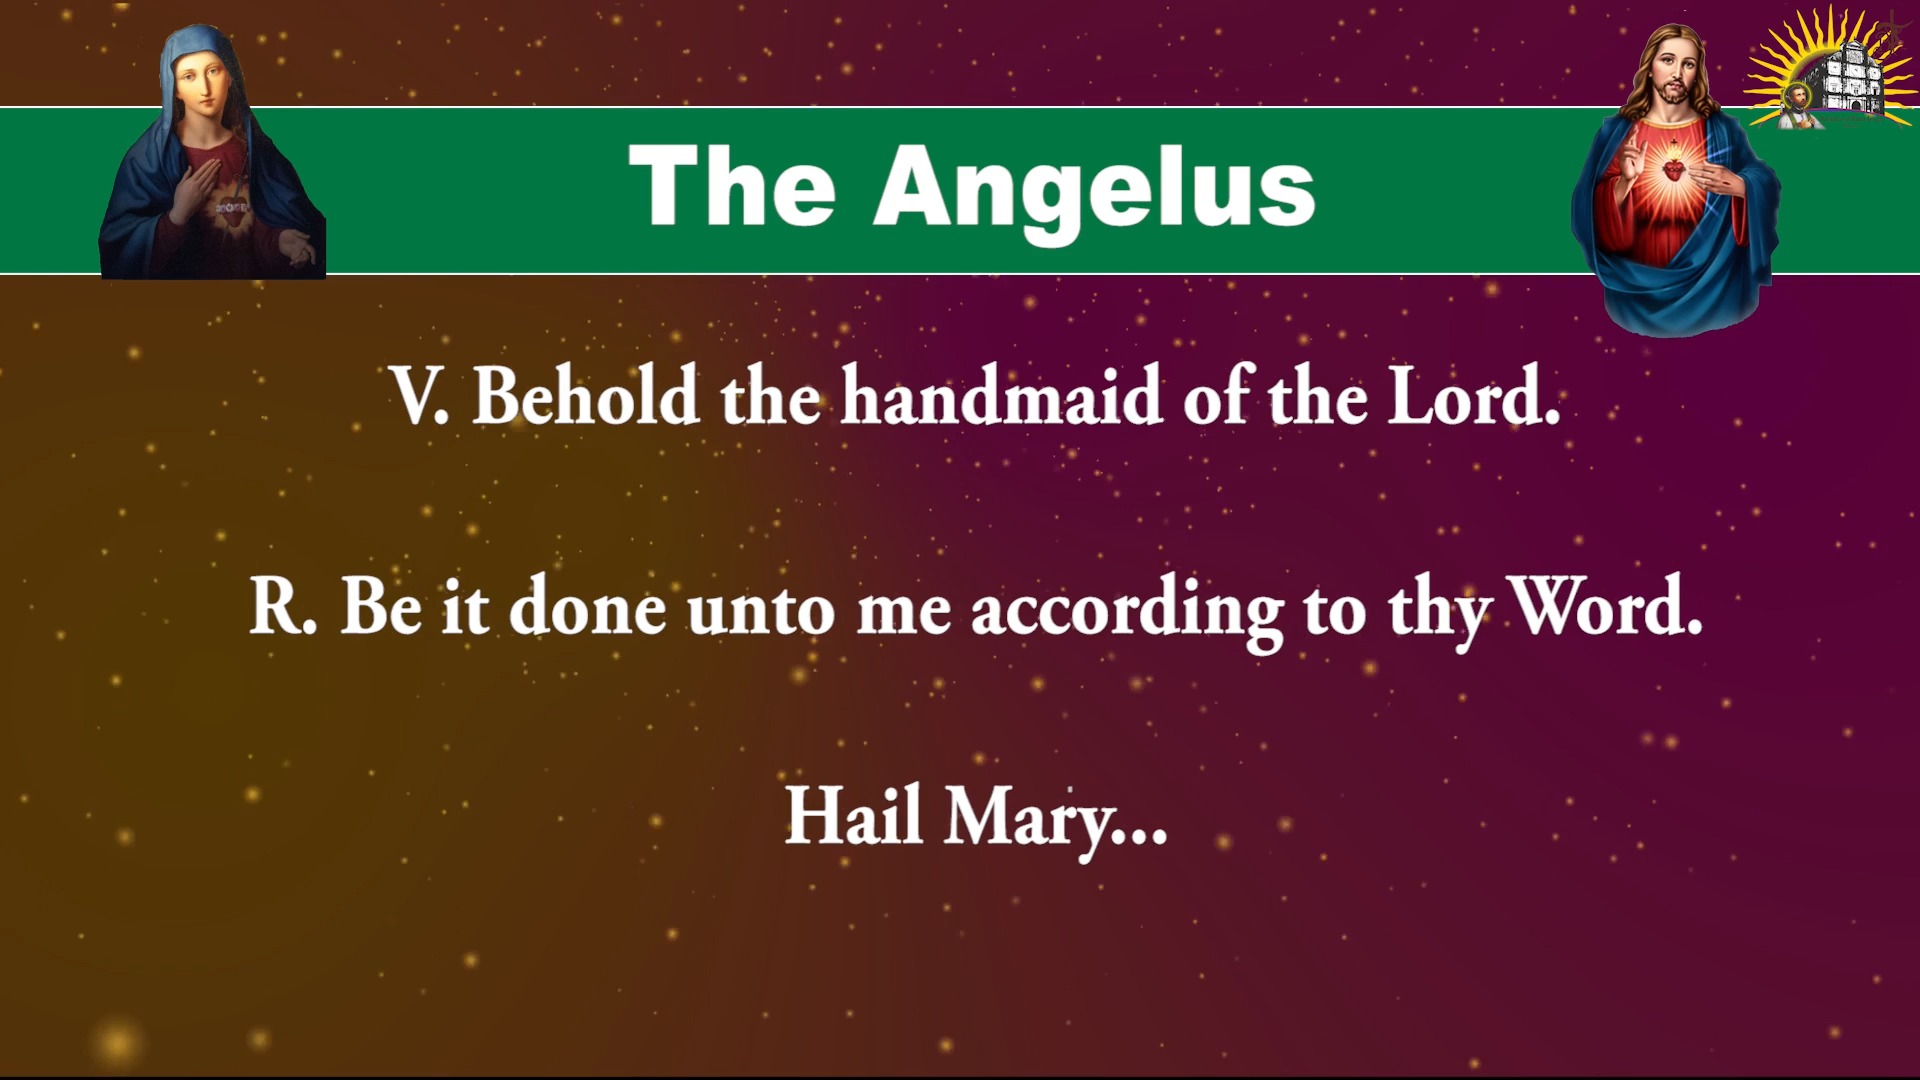 The Angelus
V. Behold the handmaid of the Lord.
R. Be it done unto me according to thy Word.
Hail Mary...